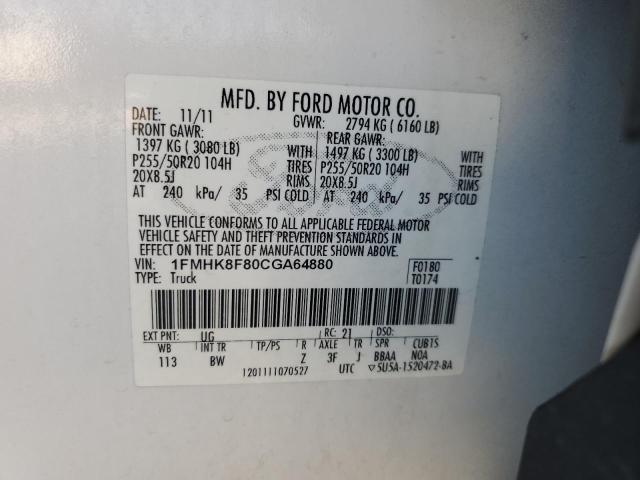 MFD. BY FORD MOTOR CO.
DATE: 11/11 GVWR: 2794 KG ( 6160 LB)
FRONT GAWR: REAR GAWR:
1397 KG ( 3080 LB) WITH 1497 KG ( 3300 LB) WITH
P255/50R20 104H TIRES P255/50R20 104H TIRES
20X8.5J RIMS 20X8.5J RIMS
AT 240 kPa/ 35 PSI COLD AT 240 kPa/ 35 PSI COLD
THIS VEHICLE CONFORMS TO ALL APPLICABLE FEDERAL MOTOR
VEHICLE SAFETY AND THEFT PREVENTION STANDARDS IN
EFFECT ON THE DATE OF MANUFACTURE SHOWN ABOVE.
VIN: 1FMHK8F80CGA64880 F0180
TYPE: Truck T0174
EXT PNT: UG RC: 21 DSO:
WB INT TR TP/PS R AXLE TR SPR CUB1S
113 BW Z 3F J BBAA N0A
1201111070527 UTC ▽5U5A-1520472-BA
Ford